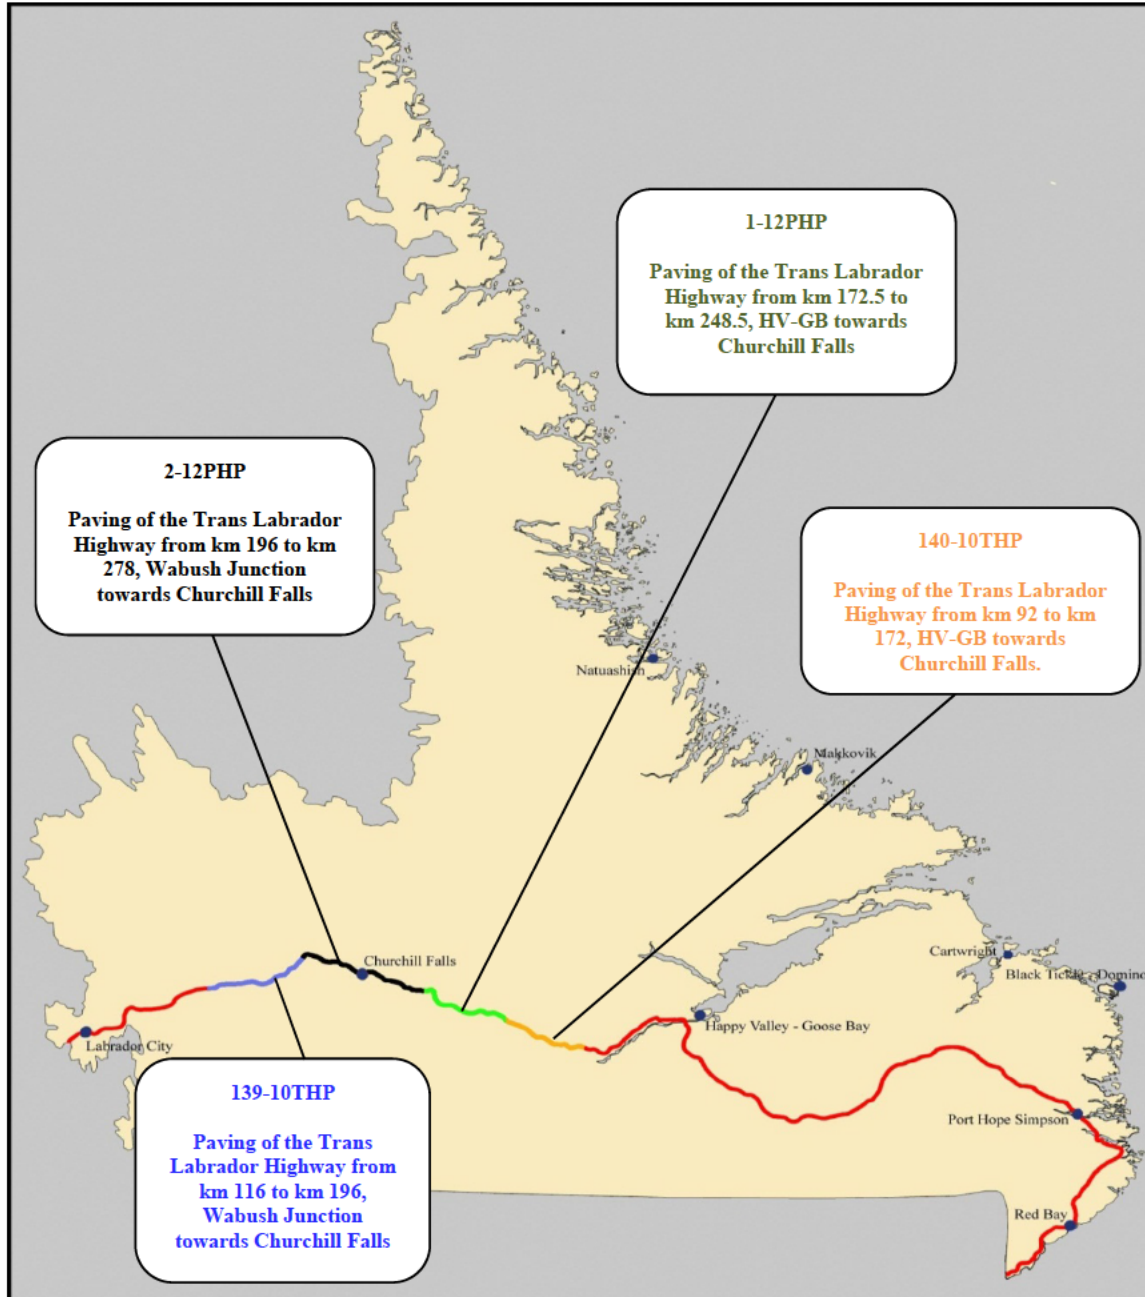 1-12PHP
Paving of the Trans Labrador
Highway from km 172.5 to
km 248.5, HV-GB towards
Churchill Falls
2-12PHP
Paving of the Trans Labrador
Highway from km 196 to km
278, Wabush Junction
towards Churchill Falls
140-10THP
Paving of the Trans Labrador
Highway from km 92 to km
172, HV-GB towards
Churchill Falls.
Natuashish
Makkovik
Cartwright
Black Tickle - Domino
Churchill Falls
Happy Valley - Goose Bay
Labrador City
Port Hope Simpson
Red Bay
139-10THP
Paving of the Trans
Labrador Highway from
km 116 to km 196,
Wabush Junction
towards Churchill Falls